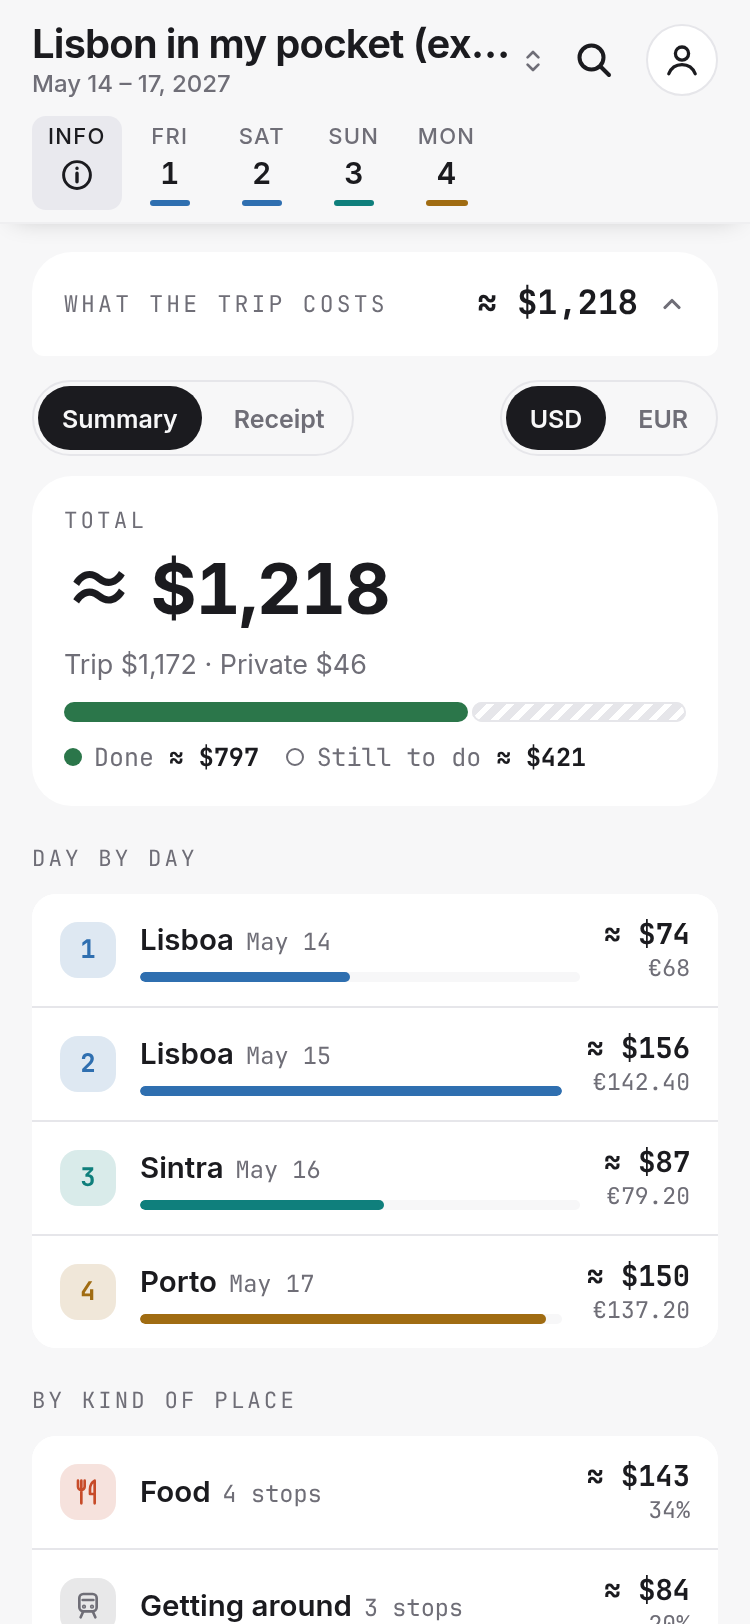 Lisbon in my pocket (ex...
May 14 – 17, 2027
INFO FRI SAT SUN MON
1 2 3 4
WHAT THE TRIP COSTS ≈ $1,218
Summary Receipt USD EUR
TOTAL
≈ $1,218
Trip $1,172 · Private $46
Done ≈ $797 Still to do ≈ $421
DAY BY DAY
1 Lisboa May 14 ≈ $74
€68
2 Lisboa May 15 ≈ $156
€142.40
3 Sintra May 16 ≈ $87
€79.20
4 Porto May 17 ≈ $150
€137.20
BY KIND OF PLACE
Food 4 stops ≈ $143
34%
Getting around 3 stops ≈ $84
20%